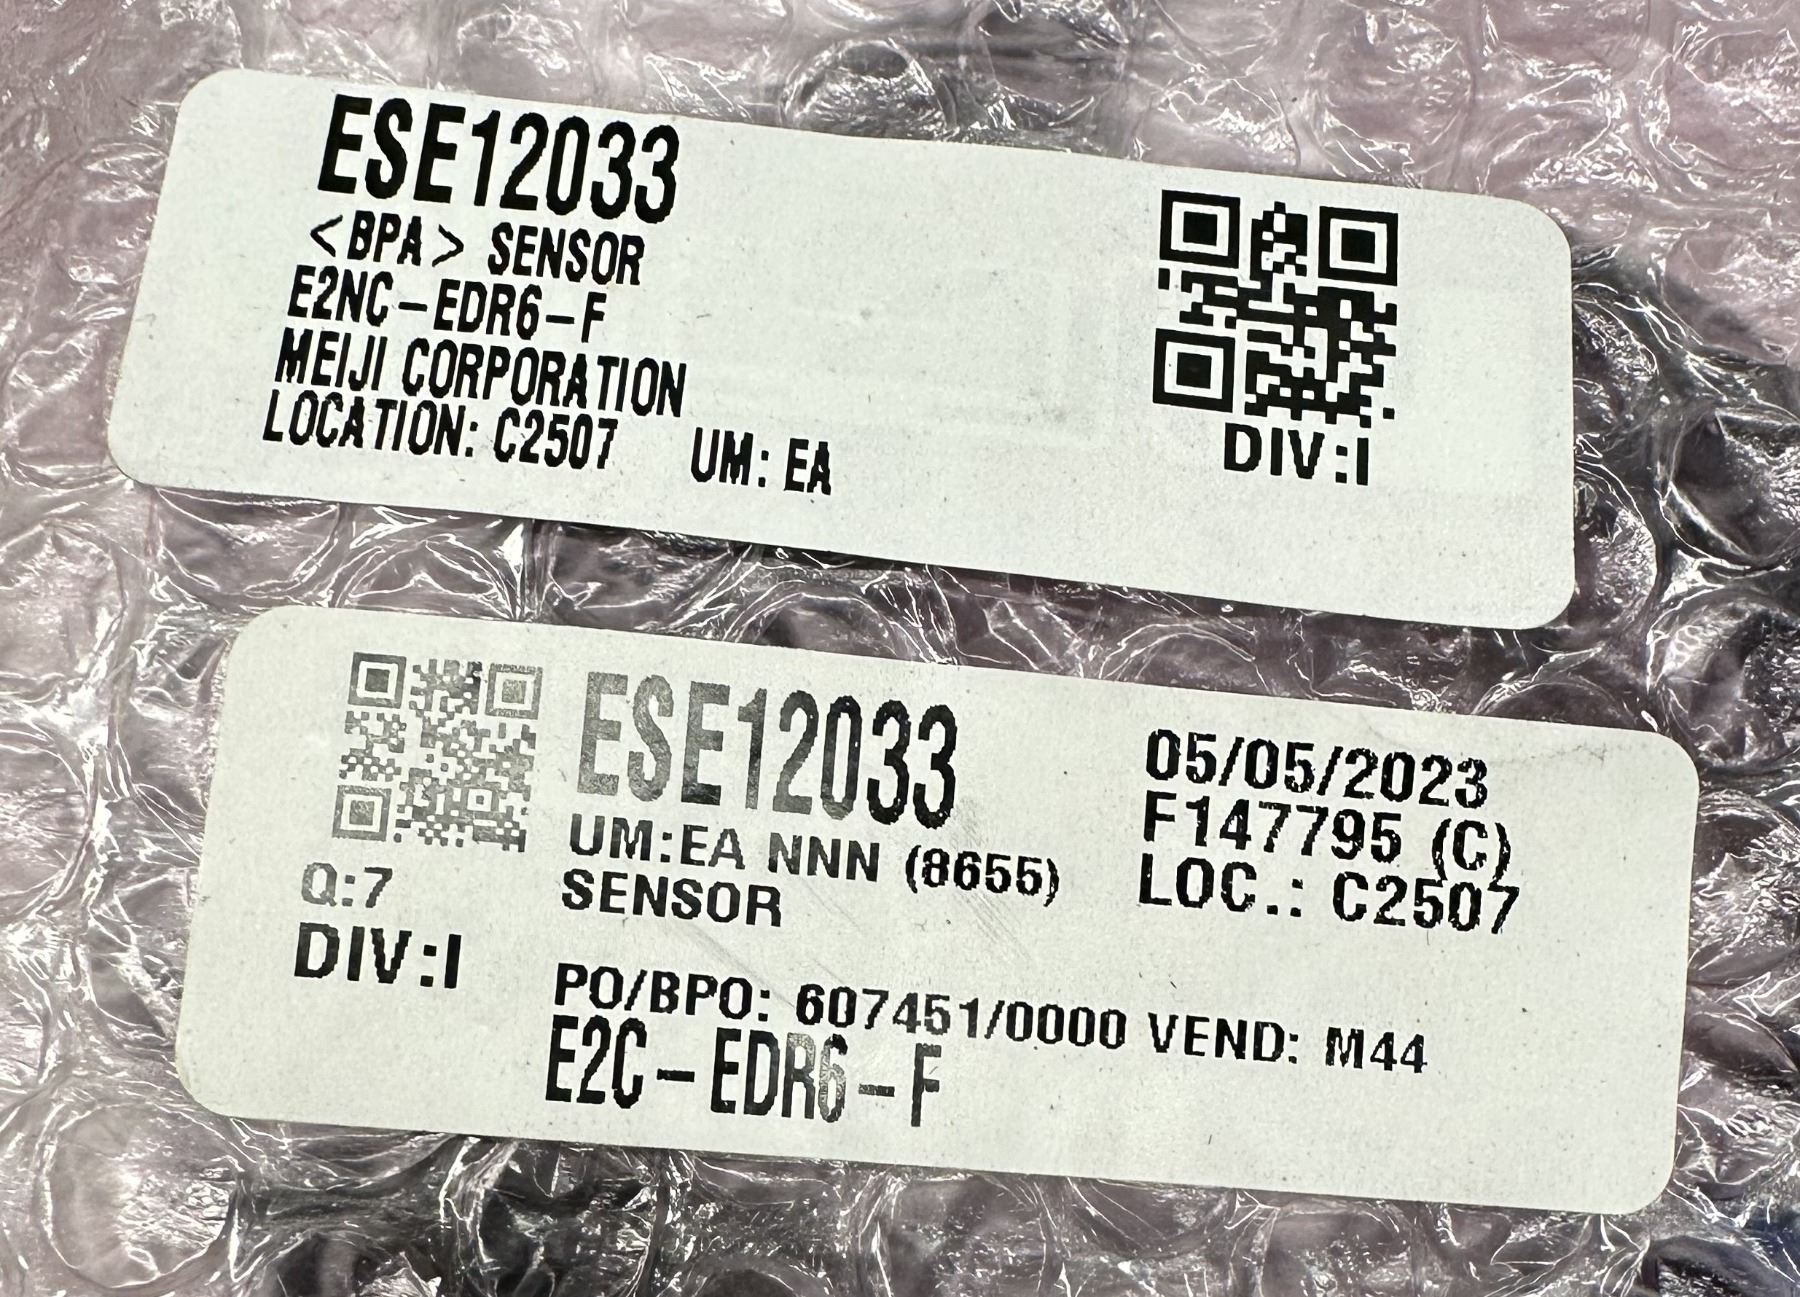 ESE12033
<BPA> SENSOR
E2NC-EDR6-F
MEIJI CORPORATION
LOCATION: C2507 UM: EA
DIV:I
ESE12033
UM:EA NNN (8655)
SENSOR
05/05/2023
F147795 (C)
LOC.: C2507
Q:7
DIV:I
PO/BPO: 607451/0000 VEND: M44
E2C-EDR6-F